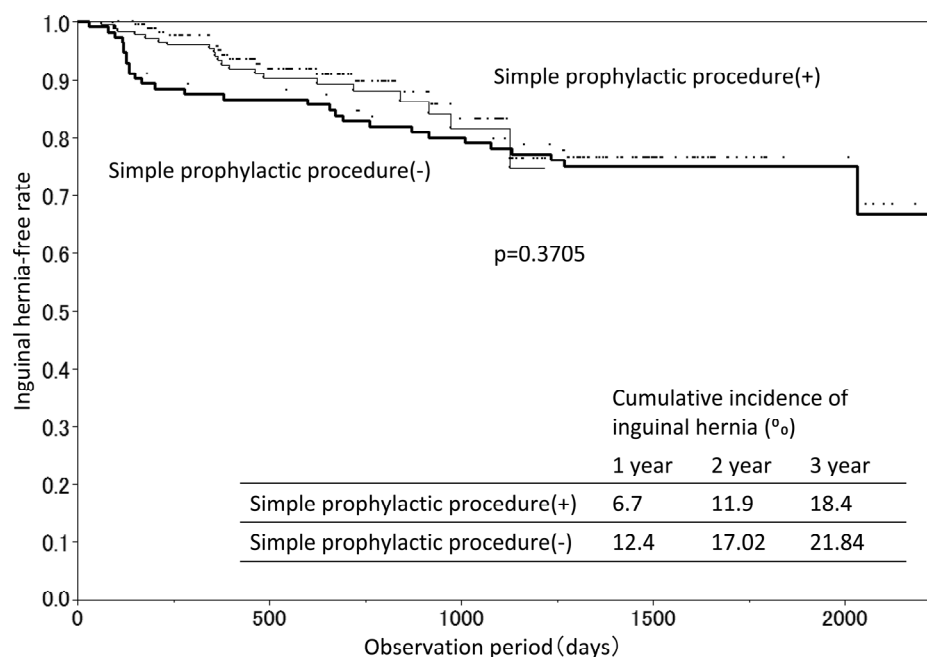 1.0
0.9
0.8
0.7
0.6
0.5
0.4
0.3
0.2
0.1
0.0
Inguinal hernia-free rate
Simple prophylactic procedure(+)
Simple prophylactic procedure(-)
p=0.3705
Cumulative incidence of
inguinal hernia (%)
1 year 2 year 3 year
Simple prophylactic procedure(+) 6.7 11.9 18.4
Simple prophylactic procedure(-) 12.4 17.02 21.84
0 500 1000 1500 2000
Observation period(days)